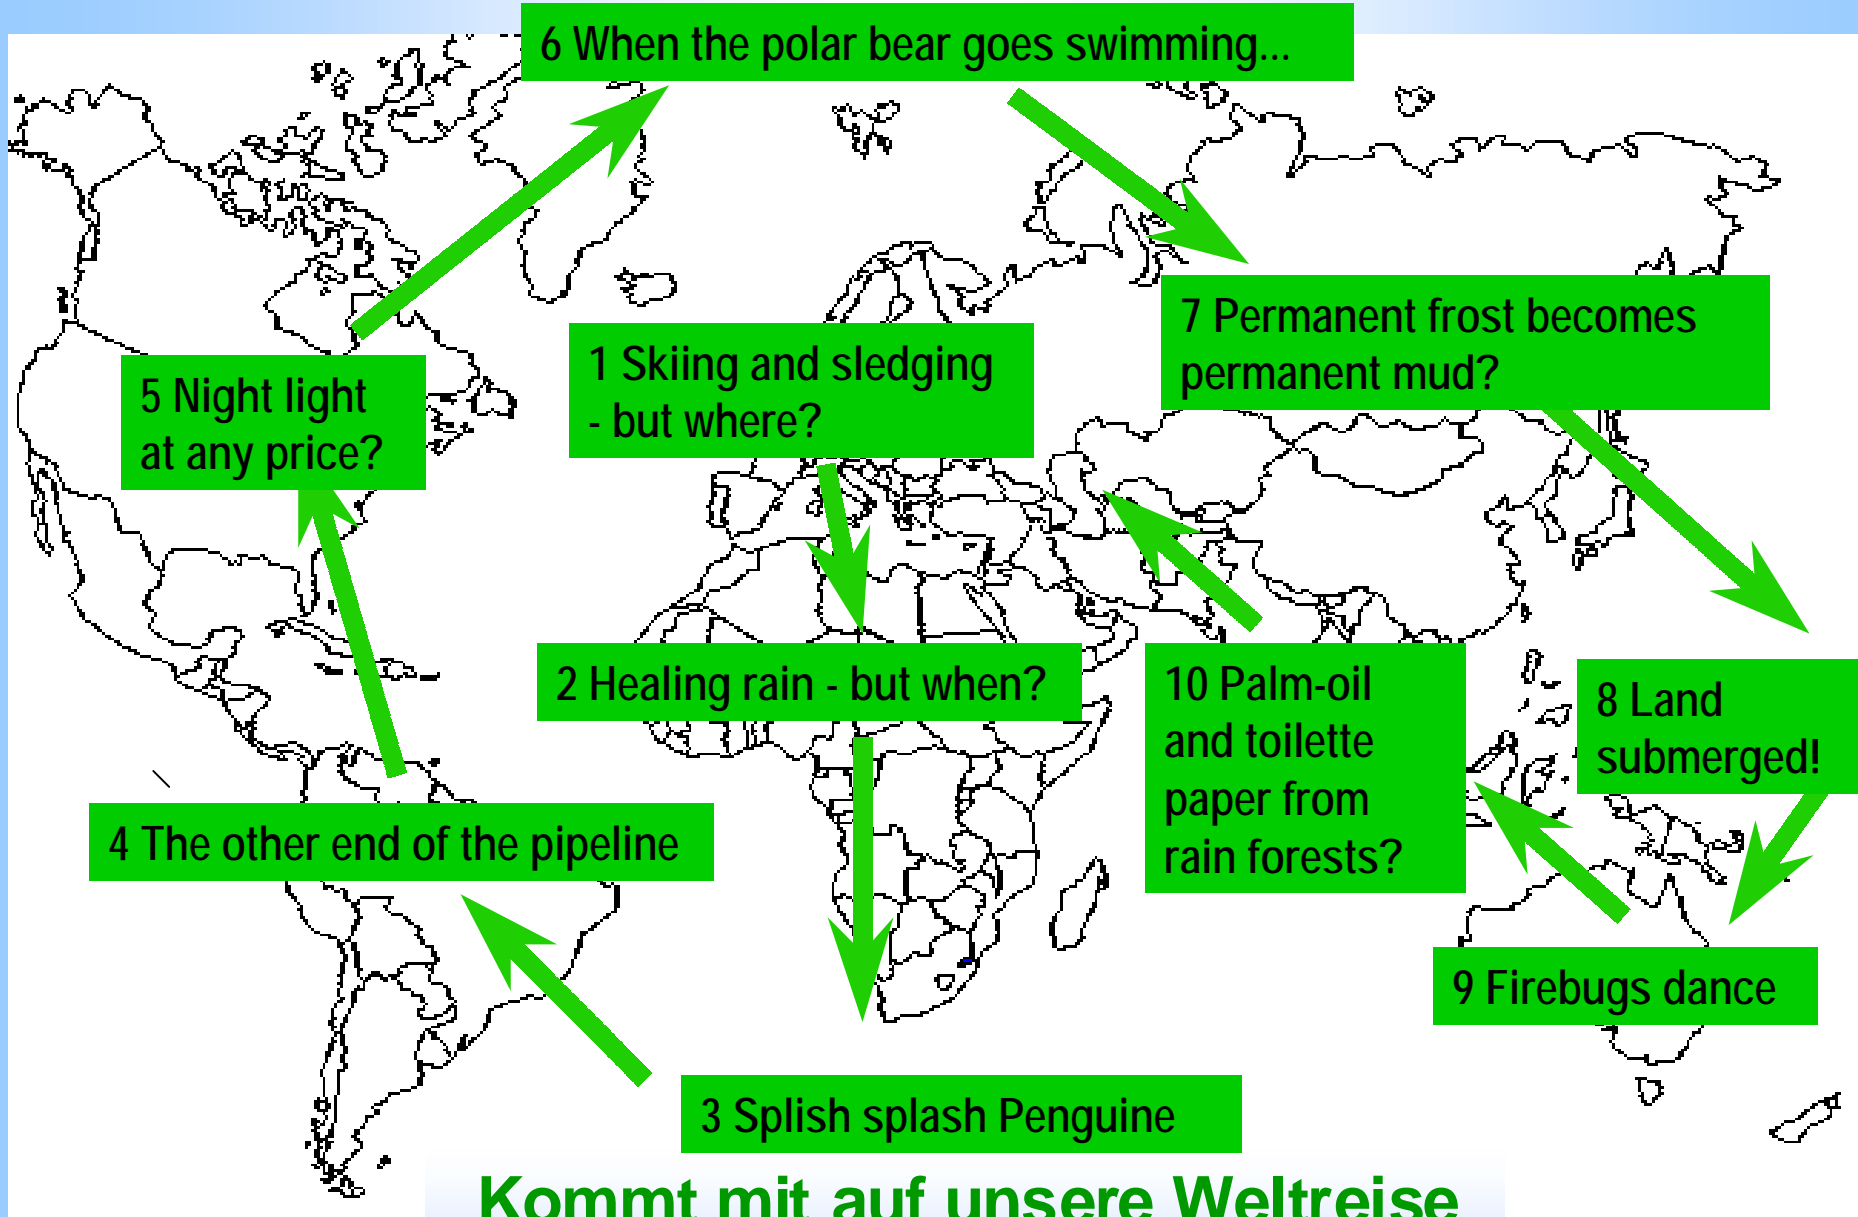 6 When the polar bear goes swimming...
7 Permanent frost becomes
permanent mud?
1 Skiing and sledging
- but where?
5 Night light
at any price?
2 Healing rain - but when?
10 Palm-oil
and toilette
paper from
rain forests?
8 Land
submerged!
4 The other end of the pipeline
9 Firebugs dance
3 Splish splash Penguine
Kommt mit auf unsere Weltreise